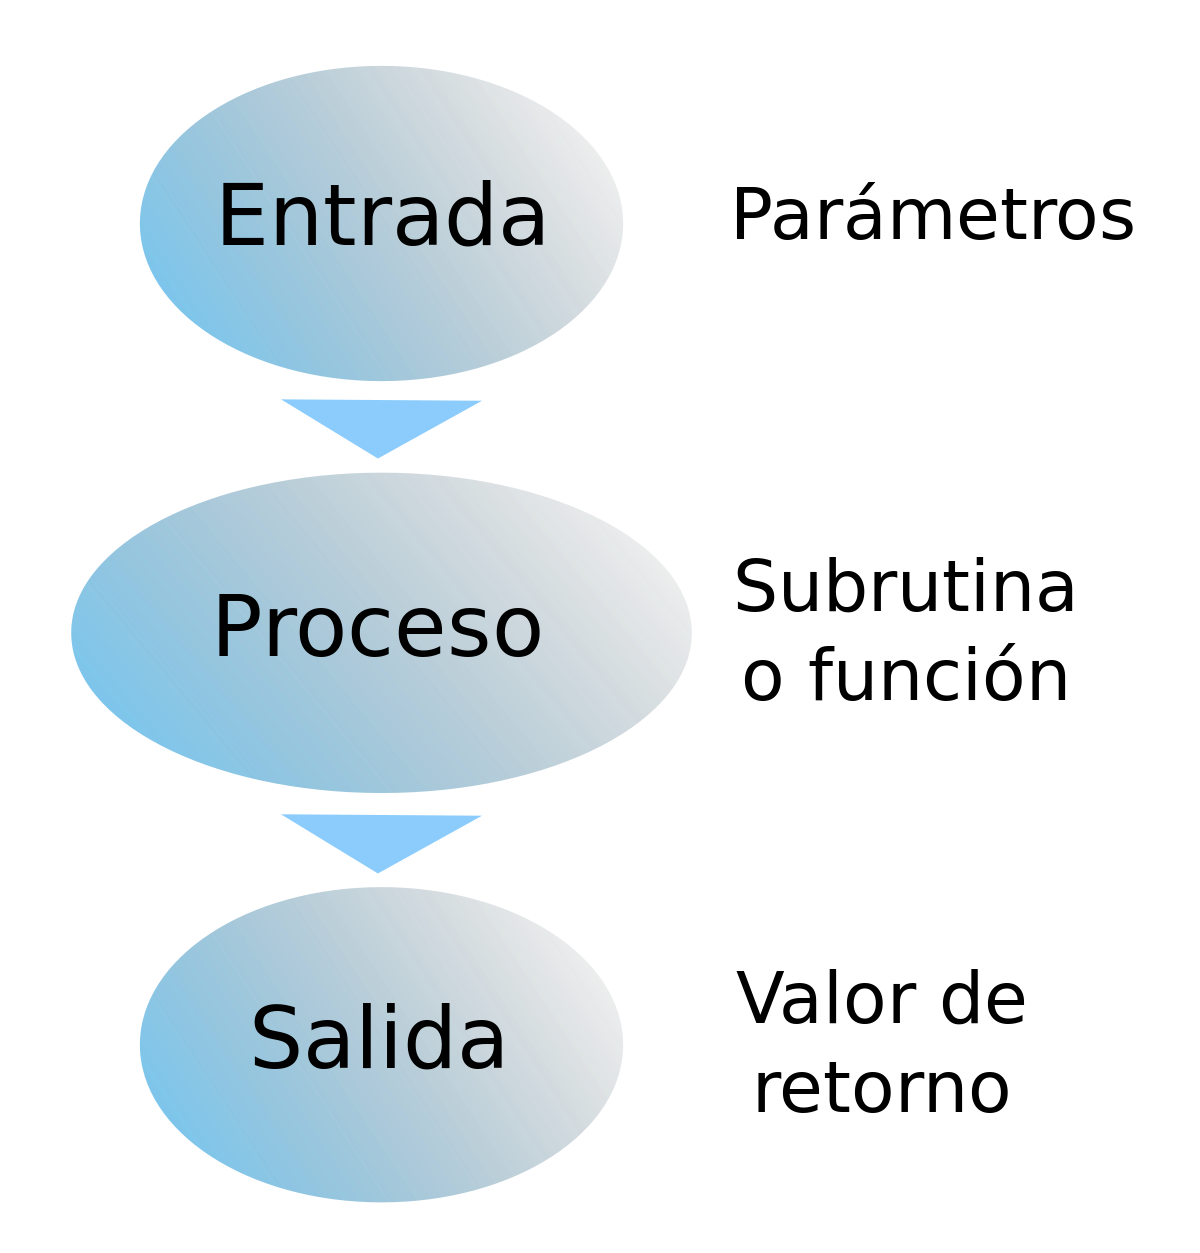 Entrada
Parámetros
Proceso
Subrutina
o función
Salida
Valor de
retorno